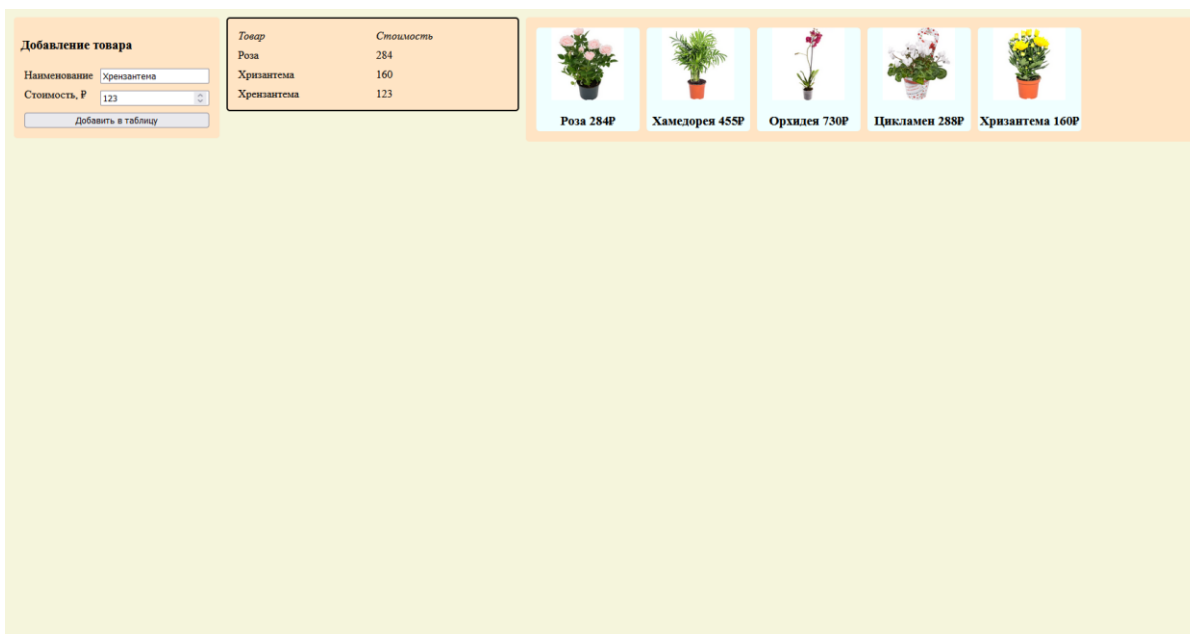 Добавление товара
Наименование Хрензантема
Стоимость, ₽ 123
Добавить в таблицу
Товар Стоимость
Роза 284
Хризантема 160
Хрензантема 123
Роза 284₽ Хамедорея 455₽ Орхидея 730₽ Цикламен 288₽ Хризантема 160₽